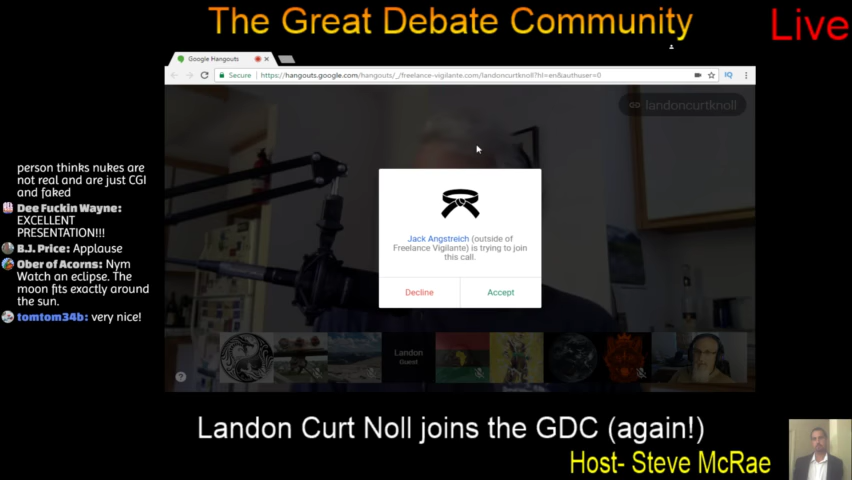 The Great Debate Community
Live
Google Hangouts
Secure
https://hangouts.google.com/hangouts/_/freelance-vigilante.com/landoncurtknoll?hl=en&authuser=0
landoncurtknoll
person thinks nukes are
not real and are just CGI
and faked
Dee Fuckin Wayne:
EXCELLENT
PRESENTATION!!!
B.J. Price: Applause
Ober of Acorns: Nym
Watch an eclipse. The
moon fits exactly around
the sun.
tomtom34b: very nice!
Jack Angstreich (outside of
Freelance Vigilante) is trying to join
this call.
Decline
Accept
Landon
Guest
Landon Curt Noll joins the GDC (again!)
Host- Steve McRae